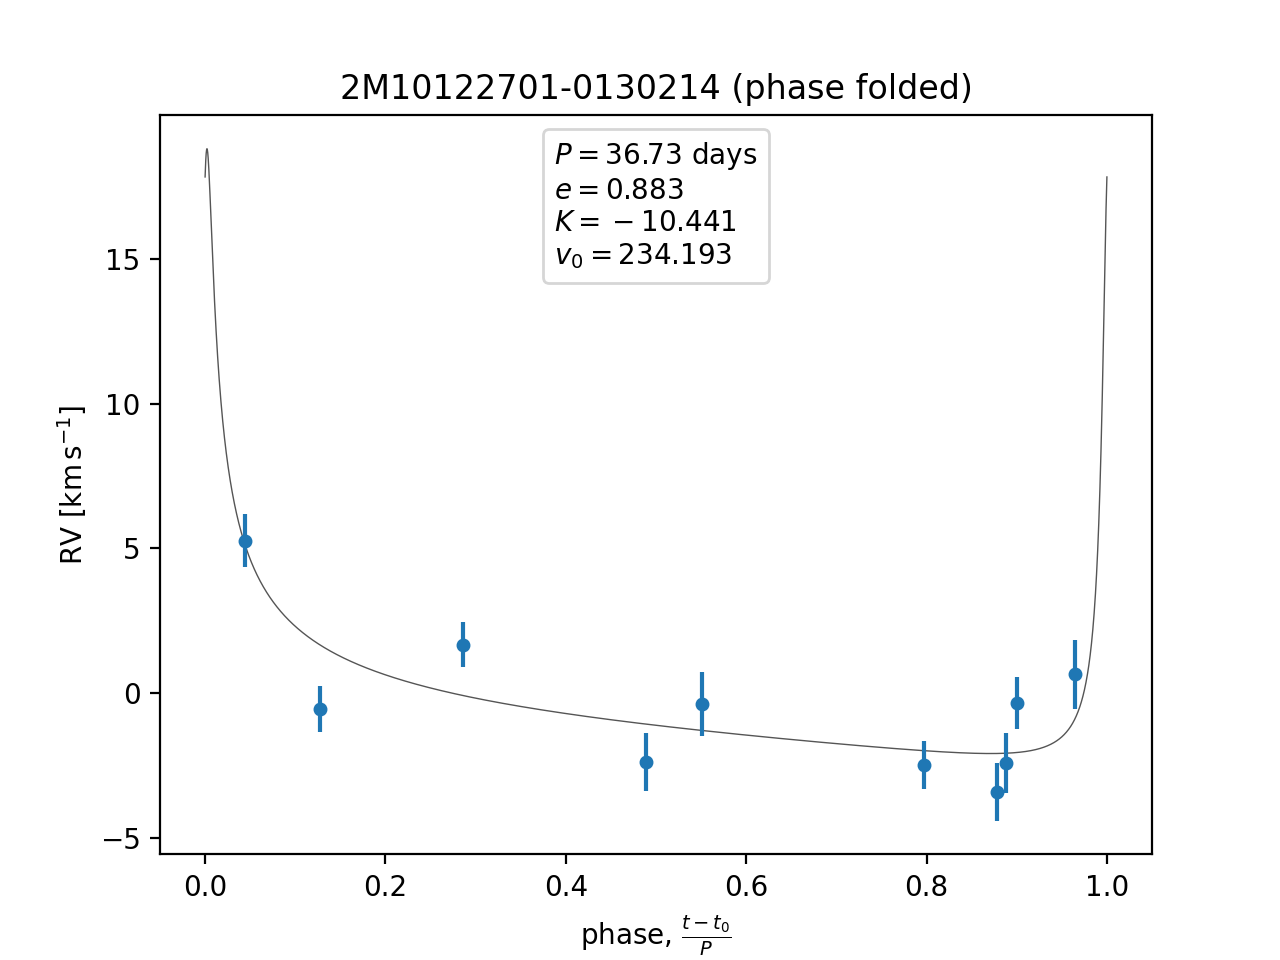 2M10122701-0130214 (phase folded)
P = 36.73 days
e = 0.883
K = −10.441
v₀ = 234.193
RV [km s⁻¹]
15
10
5
0
−5
0.0 0.2 0.4 0.6 0.8 1.0
phase, (t − t₀)/P